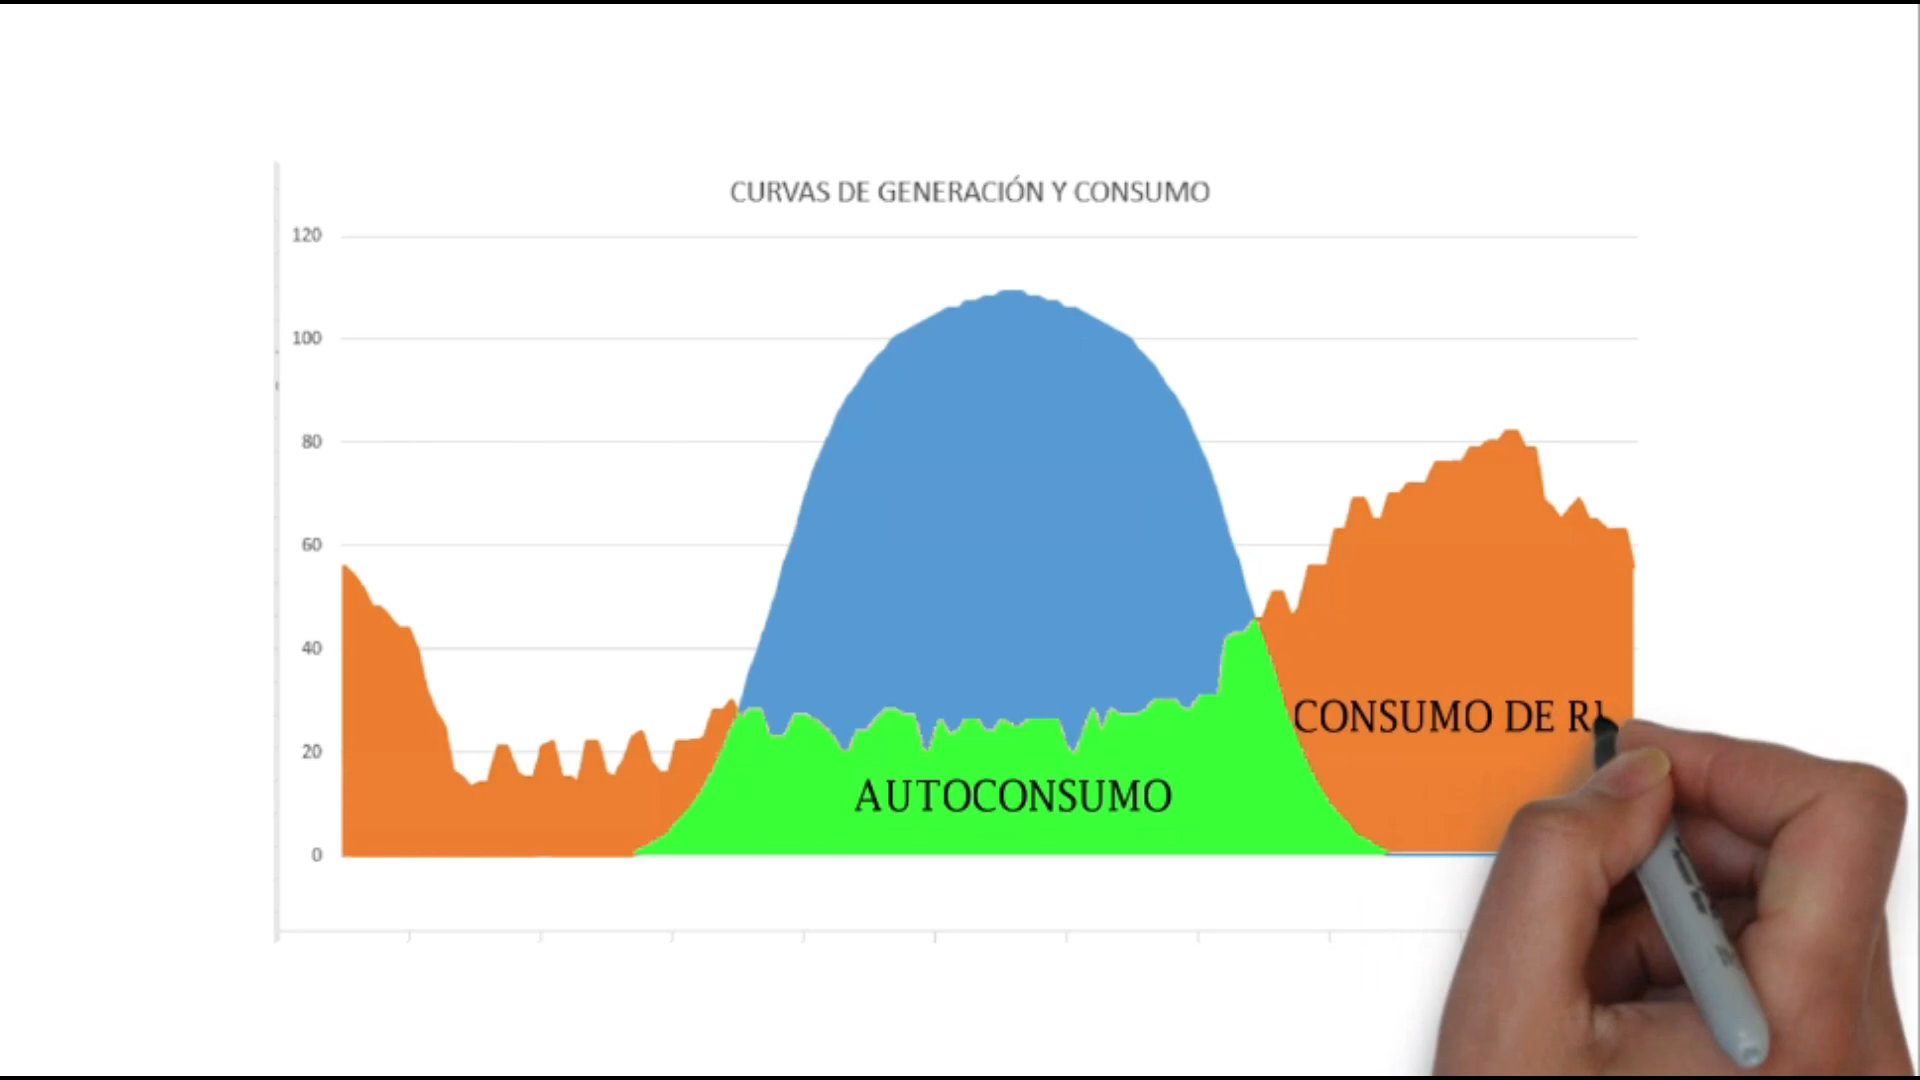 CURVAS DE GENERACIÓN Y CONSUMO
120
100
80
60
40
20
0
CONSUMO DE
AUTOCONSUMO